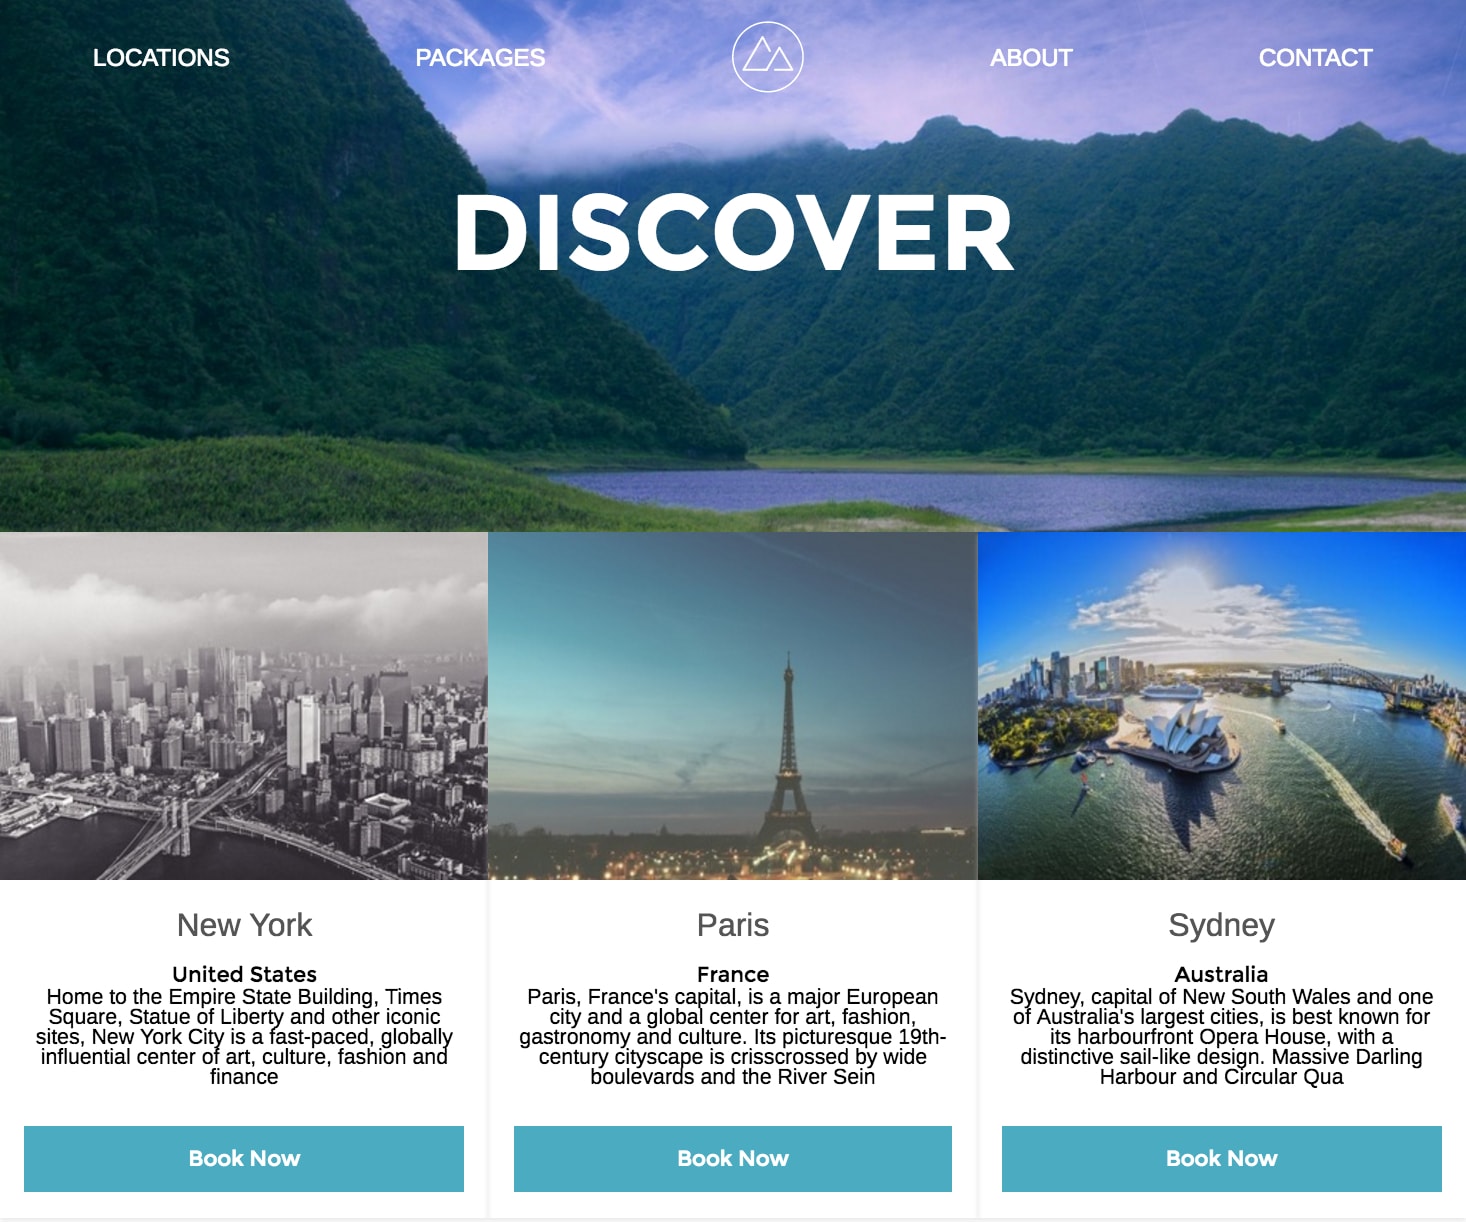 LOCATIONS PACKAGES ABOUT CONTACT
DISCOVER
New York
United States
Home to the Empire State Building, Times
Square, Statue of Liberty and other iconic
sites, New York City is a fast-paced, globally
influential center of art, culture, fashion and
finance
Book Now
Paris
France
Paris, France's capital, is a major European
city and a global center for art, fashion,
gastronomy and culture. Its picturesque 19th-
century cityscape is crisscrossed by wide
boulevards and the River Sein
Book Now
Sydney
Australia
Sydney, capital of New South Wales and one
of Australia's largest cities, is best known for
its harbourfront Opera House, with a
distinctive sail-like design. Massive Darling
Harbour and Circular Qua
Book Now